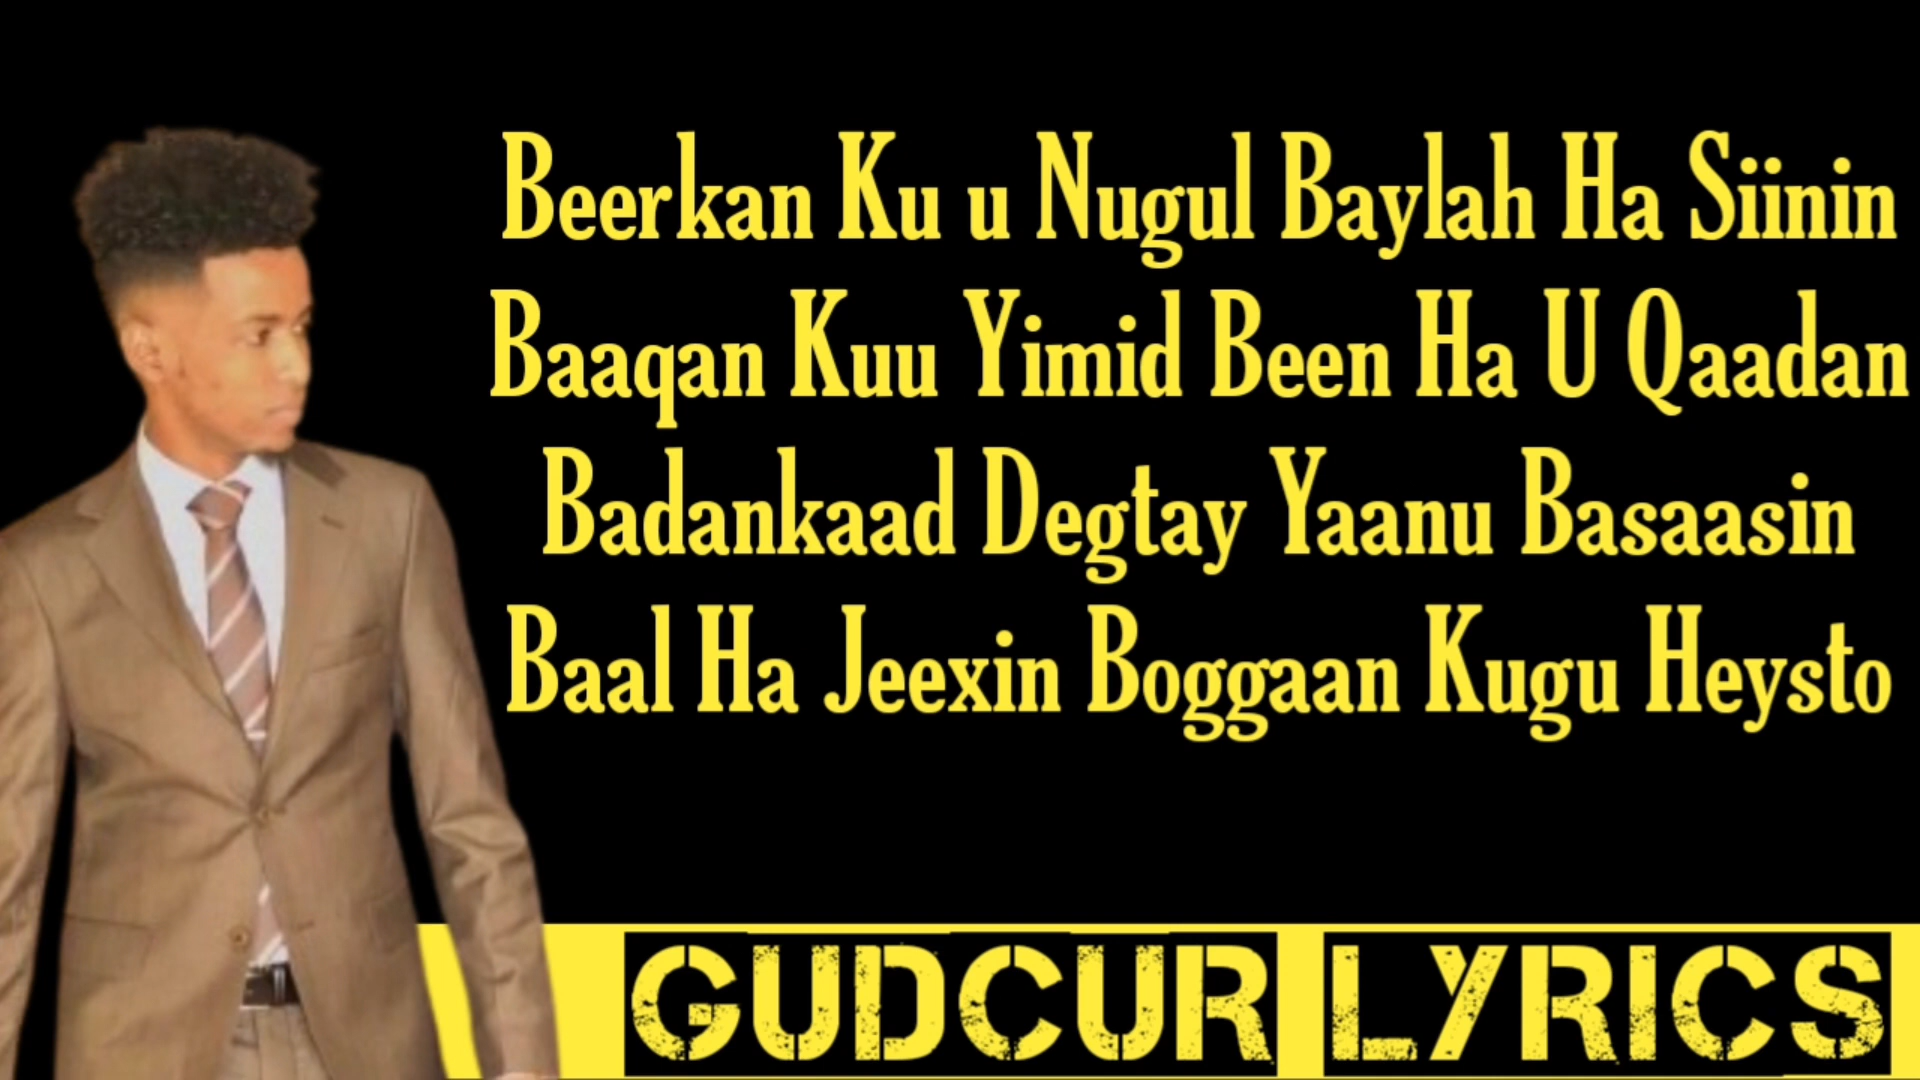 Beerkan Ku u Nugul Baylah Ha Siinin
Baaqan Kuu Yimid Been Ha U Qaadan
Badankaad Degtay Yaanu Basaasin
Baal Ha Jeexin Boggaan Kugu Heysto
GUDCUR LYRICS